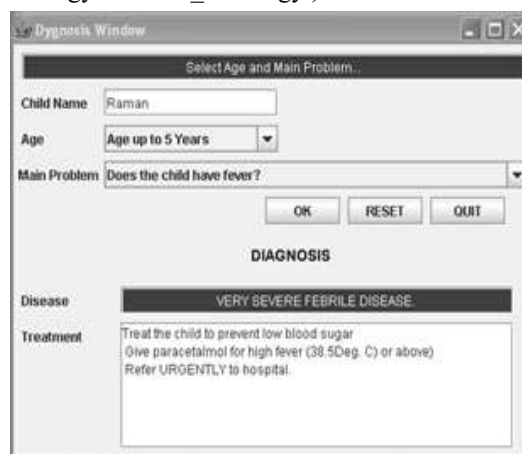 Dygnosis Window
Select Age and Main Problem..
Child Name Raman
Age Age up to 5 Years
Main Problem Does the child have fever?
OK RESET QUIT
DIAGNOSIS
Disease VERY SEVERE FEBRILE DISEASE.
Treatment Treat the child to prevent low blood sugar
Give paracetalmol for high fever (38.5Deg. C) or above)
Refer URGENTLY to hospital.